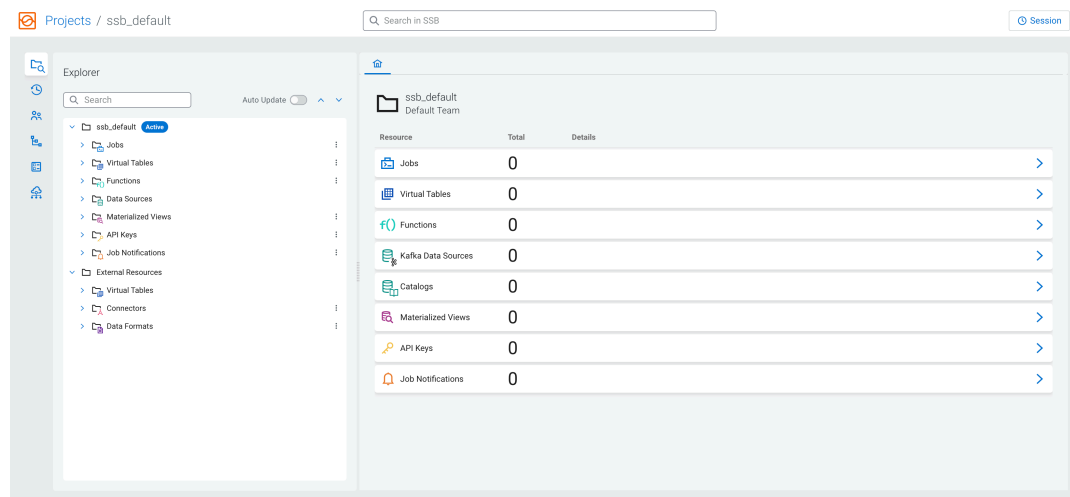 Projects / ssb_default
Search in SSB
Session
Explorer
Search
Auto Update
ssb_default Active
Jobs
Virtual Tables
Functions
Data Sources
Materialized Views
API Keys
Job Notifications
External Resources
Virtual Tables
Connectors
Data Formats
ssb_default
Default Team
Resource Total Details
Jobs 0
Virtual Tables 0
f() Functions 0
Kafka Data Sources 0
Catalogs 0
Materialized Views 0
API Keys 0
Job Notifications 0